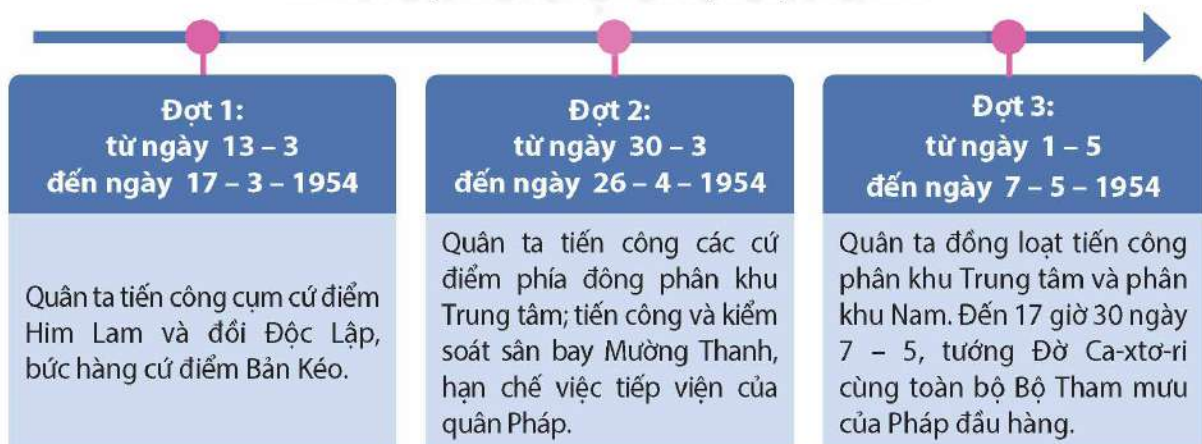 Đợt 1:
từ ngày 13 – 3
đến ngày 17 – 3 – 1954
Quân ta tiến công cụm cứ điểm
Him Lam và đồi Độc Lập,
bức hàng cứ điểm Bản Kéo.
Đợt 2:
từ ngày 30 – 3
đến ngày 26 – 4 – 1954
Quân ta tiến công các cứ
điểm phía đông phân khu
Trung tâm; tiến công và kiểm
soát sân bay Mường Thanh,
hạn chế việc tiếp viện của
quân Pháp.
Đợt 3:
từ ngày 1 – 5
đến ngày 7 – 5 – 1954
Quân ta đồng loạt tiến công
phân khu Trung tâm và phân
khu Nam. Đến 17 giờ 30 ngày
7 – 5, tướng Đờ Ca-xtơ-ri
cùng toàn bộ Bộ Tham mưu
của Pháp đầu hàng.